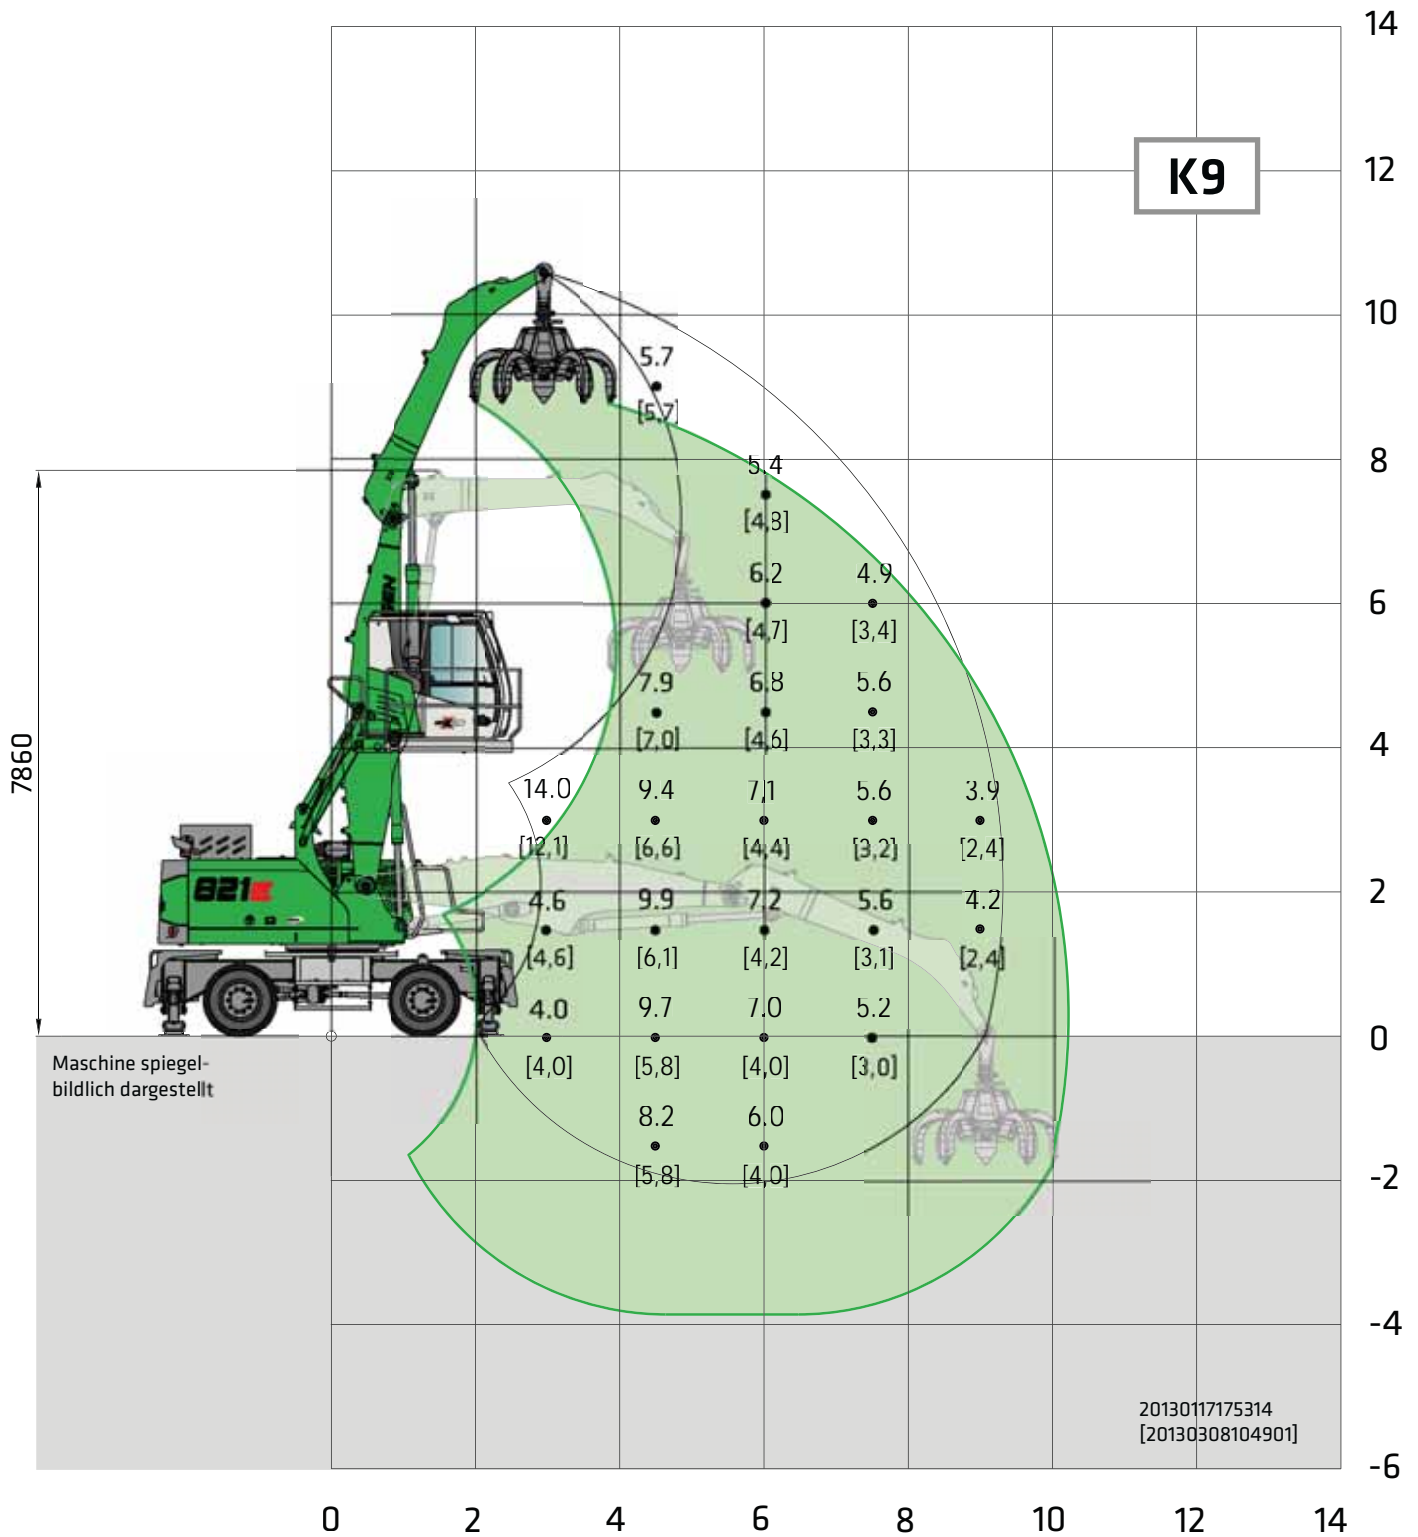 14
K9
12
10
5.7
[5,7]
8
5.4
[4,8]
6.2 4.9
6
[4,7] [3,4]
7.9 6.8 5.6
[7,0] [4,6] [3,3]
4
7860
14.0 9.4 7,1 5.6 3.9
[12,1] [6,6] [4,4] [3,2] [2,4]
821E
2
4.6 9.9 7.2 5.6 4.2
[4,6] [6,1] [4,2] [3,1] [2,4]
4.0 9.7 7.0 5.2
0
Maschine spiegel-
bildlich dargestellt
[4,0] [5,8] [4,0] [3,0]
8.2 6.0
[5,8] [4,0]
-2
-4
20130117175314
[20130308104901]
-6
0 2 4 6 8 10 12 14